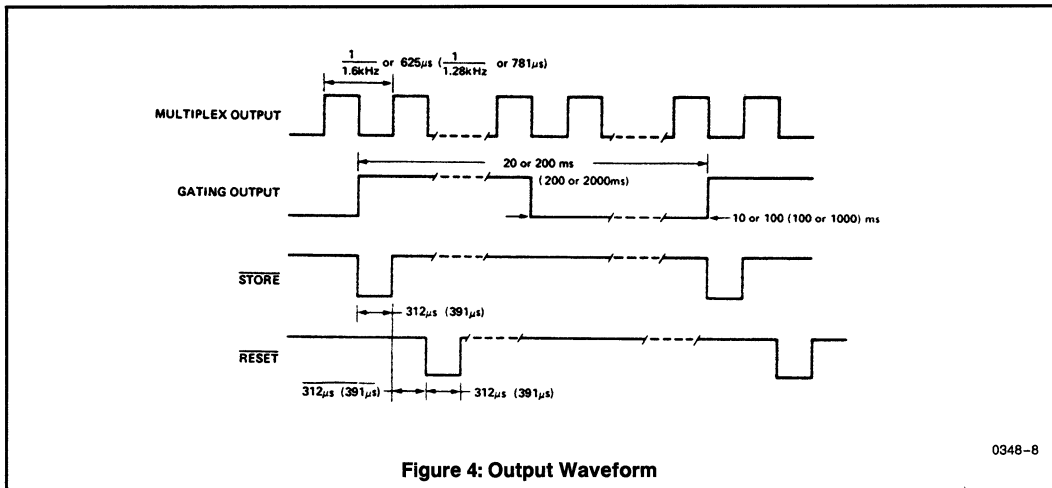 1/1.6kHz or 625μs (1/1.28kHz or 781μs)
MULTIPLEX OUTPUT
20 or 200 ms
(200 or 2000ms)
GATING OUTPUT
10 or 100 (100 or 1000) ms
STORE
312μs (391μs)
RESET
312μs (391μs)
312μs (391μs)
0348-8
Figure 4: Output Waveform